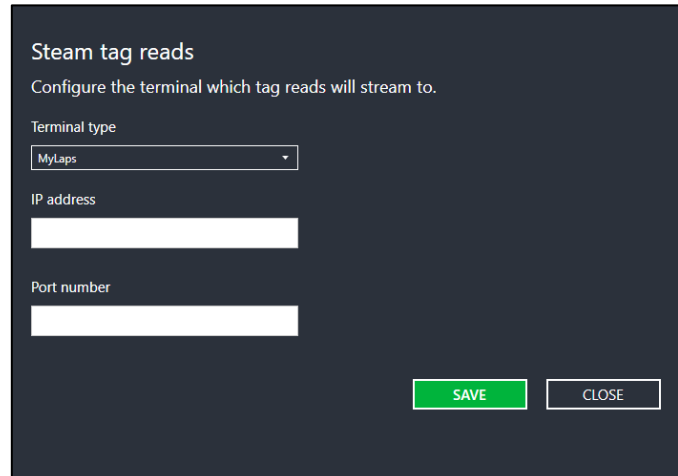 Steam tag reads
Configure the terminal which tag reads will stream to.
Terminal type
MyLaps
IP address
Port number
SAVE
CLOSE